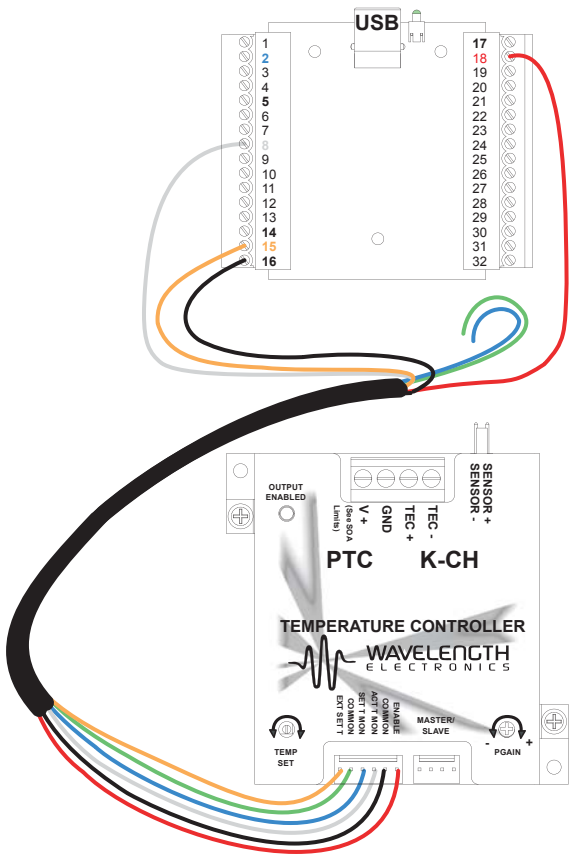 USB
1
2
3
4
5
6
7
8
9
10
11
12
13
14
15
16
17
18
19
20
21
22
23
24
25
26
27
28
29
30
31
32
OUTPUT
ENABLED
SENSOR +
SENSOR -
V +
(See SOA
Limits)
GND
TEC +
TEC -
PTC K-CH
TEMPERATURE CONTROLLER
WAVELENGTH
ELECTRONICS
ENABLE
COMMON
ACT T MON
SET T MON
COMMON
EXT SET T
MASTER/
SLAVE
TEMP
SET
- +
PGAIN